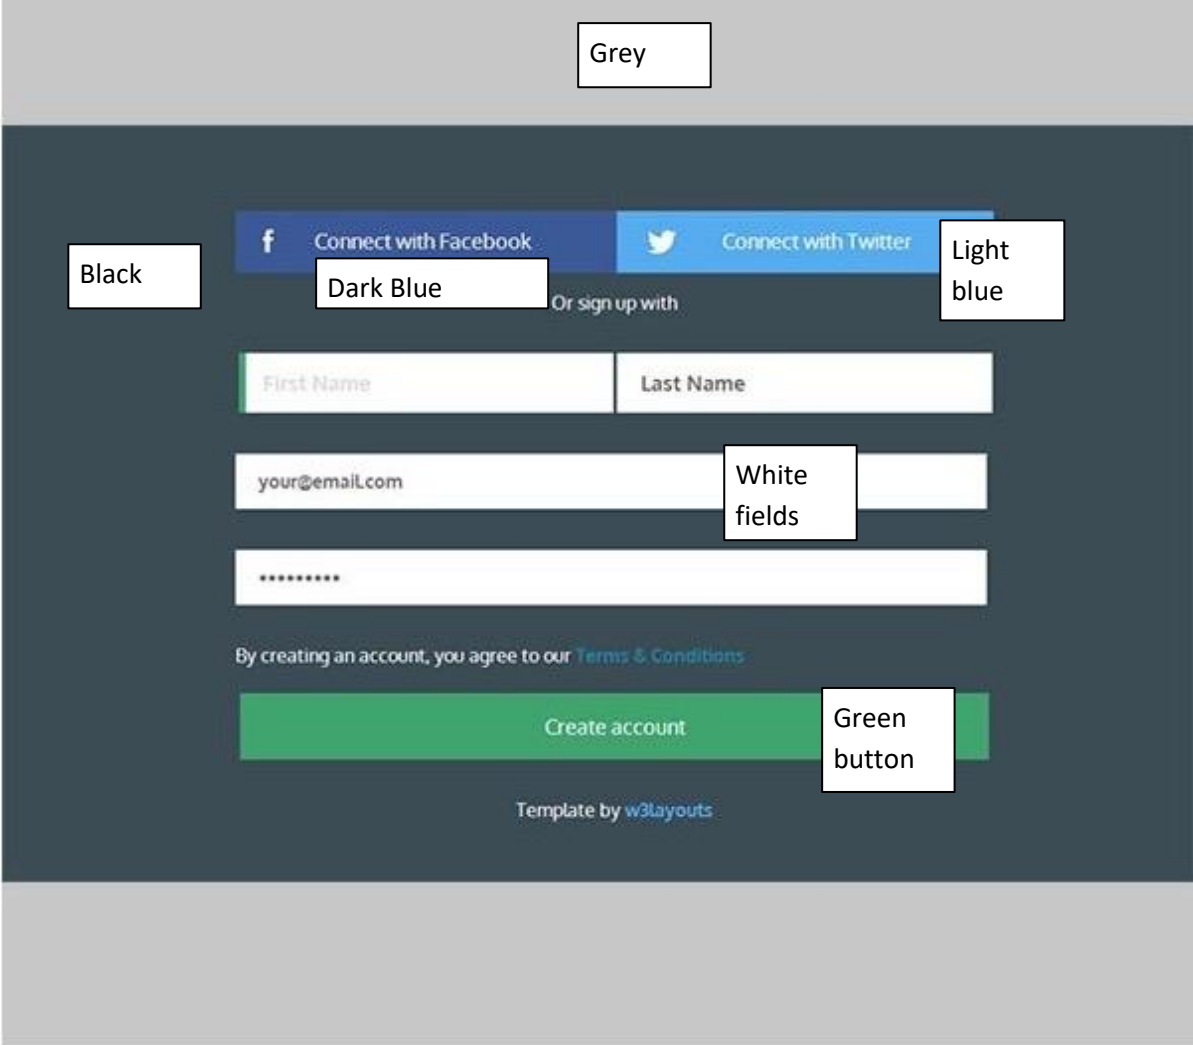 Grey
f Connect with Facebook
Connect with Twitter
Black
Dark Blue
Light
blue
Or sign up with
First Name
Last Name
your@email.com
White
fields
•••••••••
By creating an account, you agree to our Terms & Conditions
Create account
Green
button
Template by w3layouts